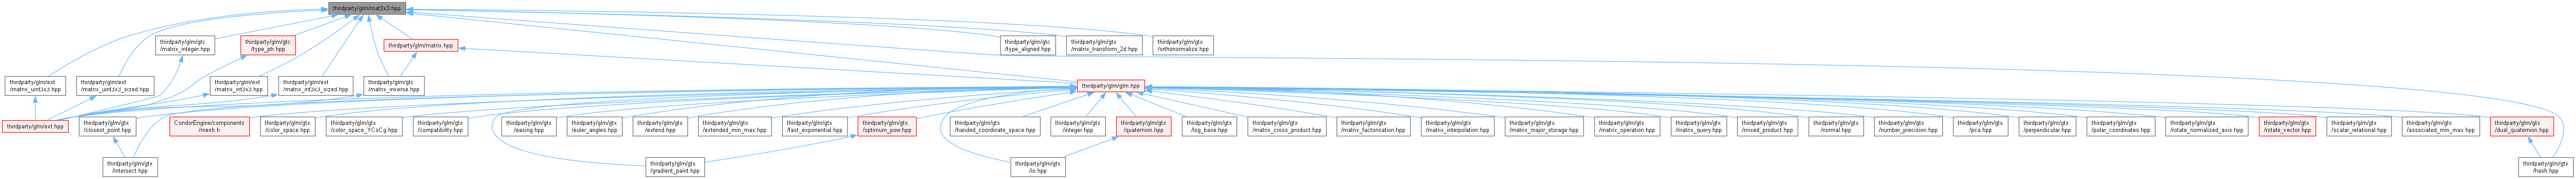 thirdparty/glm/mat3x3.hpp
thirdparty/glm/gtc
/matrix_integer.hpp
thirdparty/glm/gtc
/type_ptr.hpp
thirdparty/glm/matrix.hpp
thirdparty/glm/gtc
/type_aligned.hpp
thirdparty/glm/gtx
/matrix_transform_2d.hpp
thirdparty/glm/gtx
/orthonormalize.hpp
thirdparty/glm/ext
/matrix_uint3x3.hpp
thirdparty/glm/ext
/matrix_uint3x3_sized.hpp
thirdparty/glm/ext
/matrix_int3x3.hpp
thirdparty/glm/ext
/matrix_int3x3_sized.hpp
thirdparty/glm/gtc
/matrix_inverse.hpp
thirdparty/glm/glm.hpp
thirdparty/glm/ext.hpp
thirdparty/glm/gtx
/closest_point.hpp
CondorEngine/components
/mesh.h
thirdparty/glm/gtx
/color_space.hpp
thirdparty/glm/gtx
/color_space_YCoCg.hpp
thirdparty/glm/gtx
/compatibility.hpp
thirdparty/glm/gtx
/easing.hpp
thirdparty/glm/gtx
/euler_angles.hpp
thirdparty/glm/gtx
/extend.hpp
thirdparty/glm/gtx
/extended_min_max.hpp
thirdparty/glm/gtx
/fast_exponential.hpp
thirdparty/glm/gtx
/optimum_pow.hpp
thirdparty/glm/gtx
/handed_coordinate_space.hpp
thirdparty/glm/gtx
/integer.hpp
thirdparty/glm/gtx
/quaternion.hpp
thirdparty/glm/gtx
/log_base.hpp
thirdparty/glm/gtx
/matrix_cross_product.hpp
thirdparty/glm/gtx
/matrix_factorisation.hpp
thirdparty/glm/gtx
/matrix_interpolation.hpp
thirdparty/glm/gtx
/matrix_major_storage.hpp
thirdparty/glm/gtx
/matrix_operation.hpp
thirdparty/glm/gtx
/matrix_query.hpp
thirdparty/glm/gtx
/mixed_product.hpp
thirdparty/glm/gtx
/normal.hpp
thirdparty/glm/gtx
/number_precision.hpp
thirdparty/glm/gtx
/pca.hpp
thirdparty/glm/gtx
/perpendicular.hpp
thirdparty/glm/gtx
/polar_coordinates.hpp
thirdparty/glm/gtx
/rotate_normalized_axis.hpp
thirdparty/glm/gtx
/rotate_vector.hpp
thirdparty/glm/gtx
/scalar_relational.hpp
thirdparty/glm/gtx
/associated_min_max.hpp
thirdparty/glm/gtx
/dual_quaternion.hpp
thirdparty/glm/gtx
/intersect.hpp
thirdparty/glm/gtx
/gradient_paint.hpp
thirdparty/glm/gtx
/io.hpp
thirdparty/glm/gtx
/hash.hpp